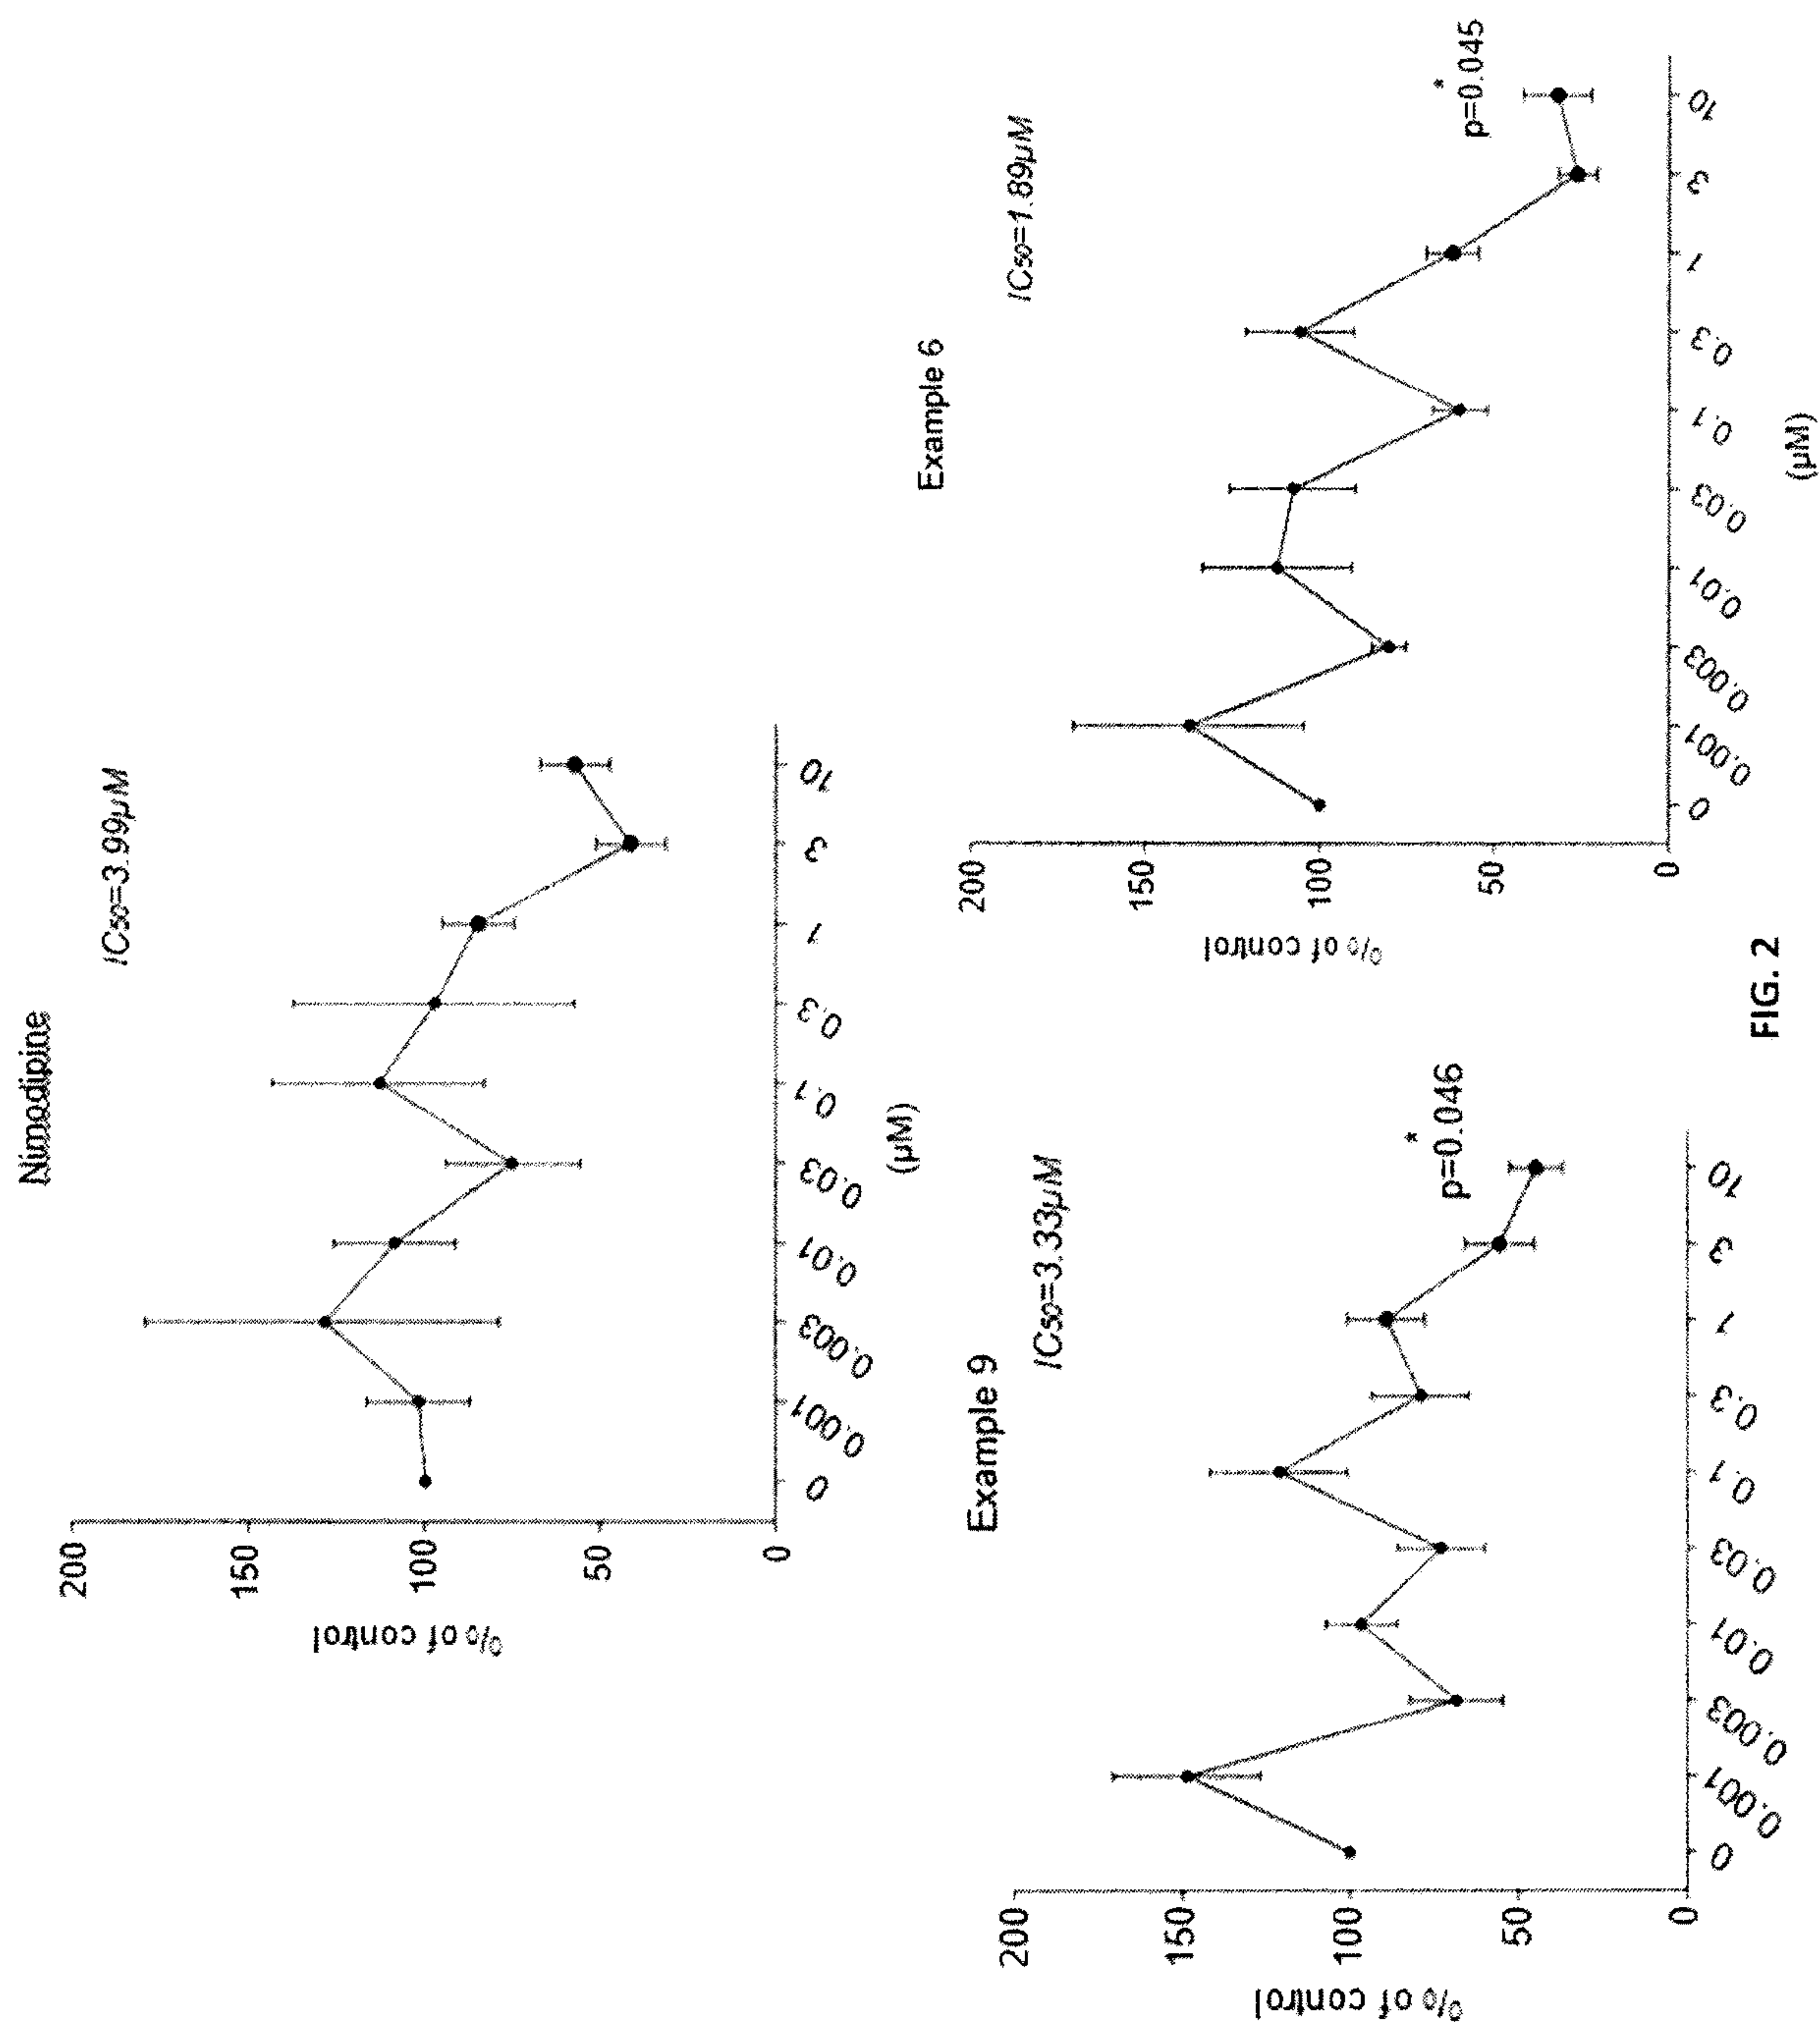 Nimodipine
IC50=3.99µM
% of control
200
150
100
50
0
0 0.001 0.003 0.01 0.03 0.1 0.3 1 3 10
(µM)
Example 9
IC50=3.33µM
*
p=0.046
% of control
200
150
100
50
0
0 0.001 0.003 0.01 0.03 0.1 0.3 1 3 10
Example 6
IC50=1.89µM
*
p=0.045
% of control
200
150
100
50
0
0 0.001 0.003 0.01 0.03 0.1 0.3 1 3 10
(µM)
FIG. 2